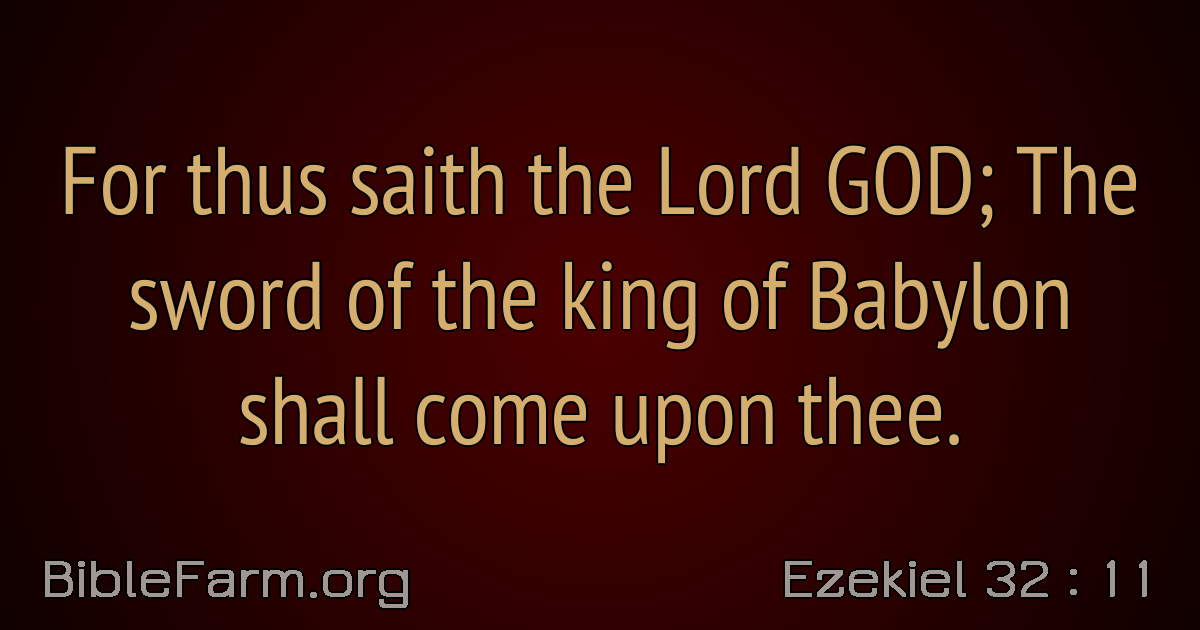 For thus saith the Lord GOD; The
sword of the king of Babylon
shall come upon thee.
BibleFarm.org
Ezekiel 32 : 11